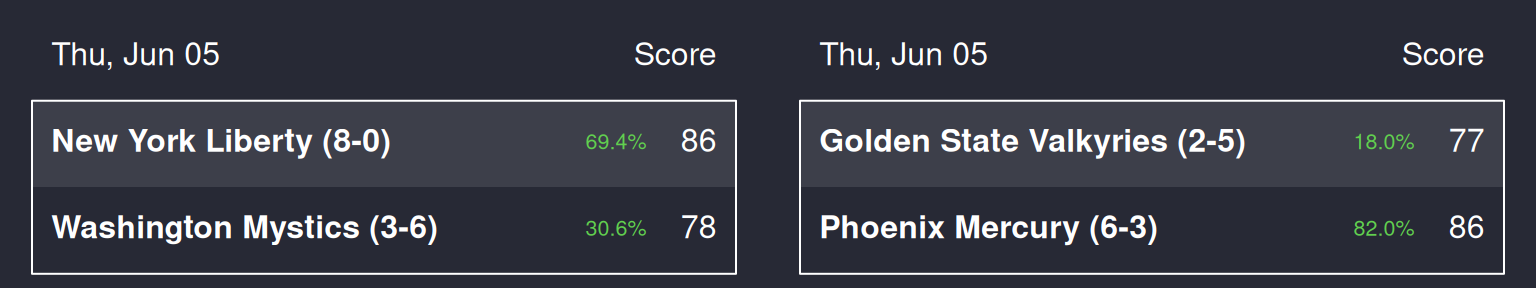 Thu, Jun 05 Score
New York Liberty (8-0) 69.4% 86
Washington Mystics (3-6) 30.6% 78
Thu, Jun 05 Score
Golden State Valkyries (2-5) 18.0% 77
Phoenix Mercury (6-3) 82.0% 86